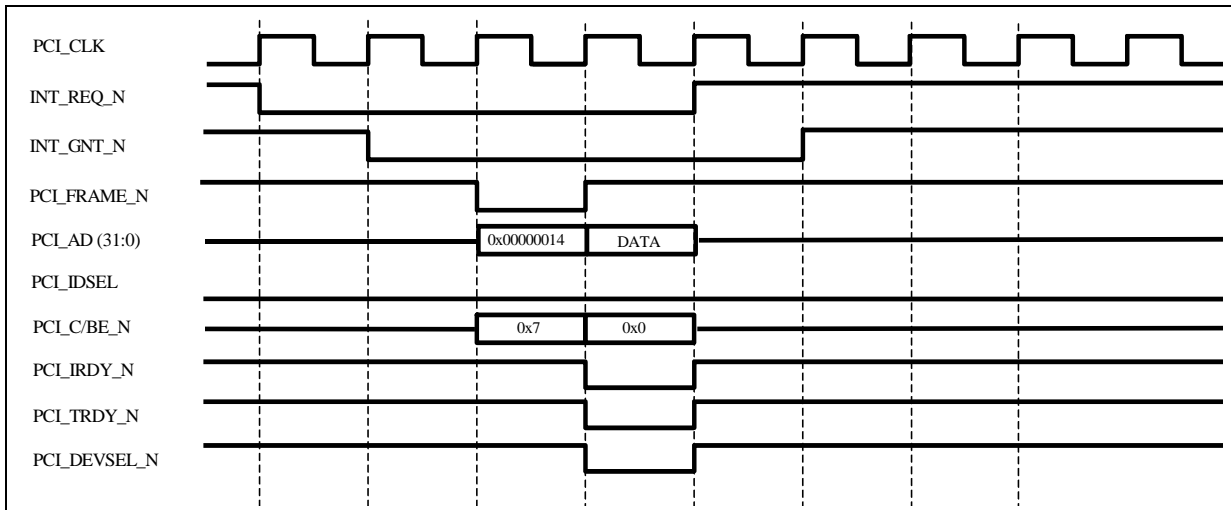 PCI_CLK
INT_REQ_N
INT_GNT_N
PCI_FRAME_N
PCI_AD (31:0) 0x00000014 DATA
PCI_IDSEL
PCI_C/BE_N 0x7 0x0
PCI_IRDY_N
PCI_TRDY_N
PCI_DEVSEL_N